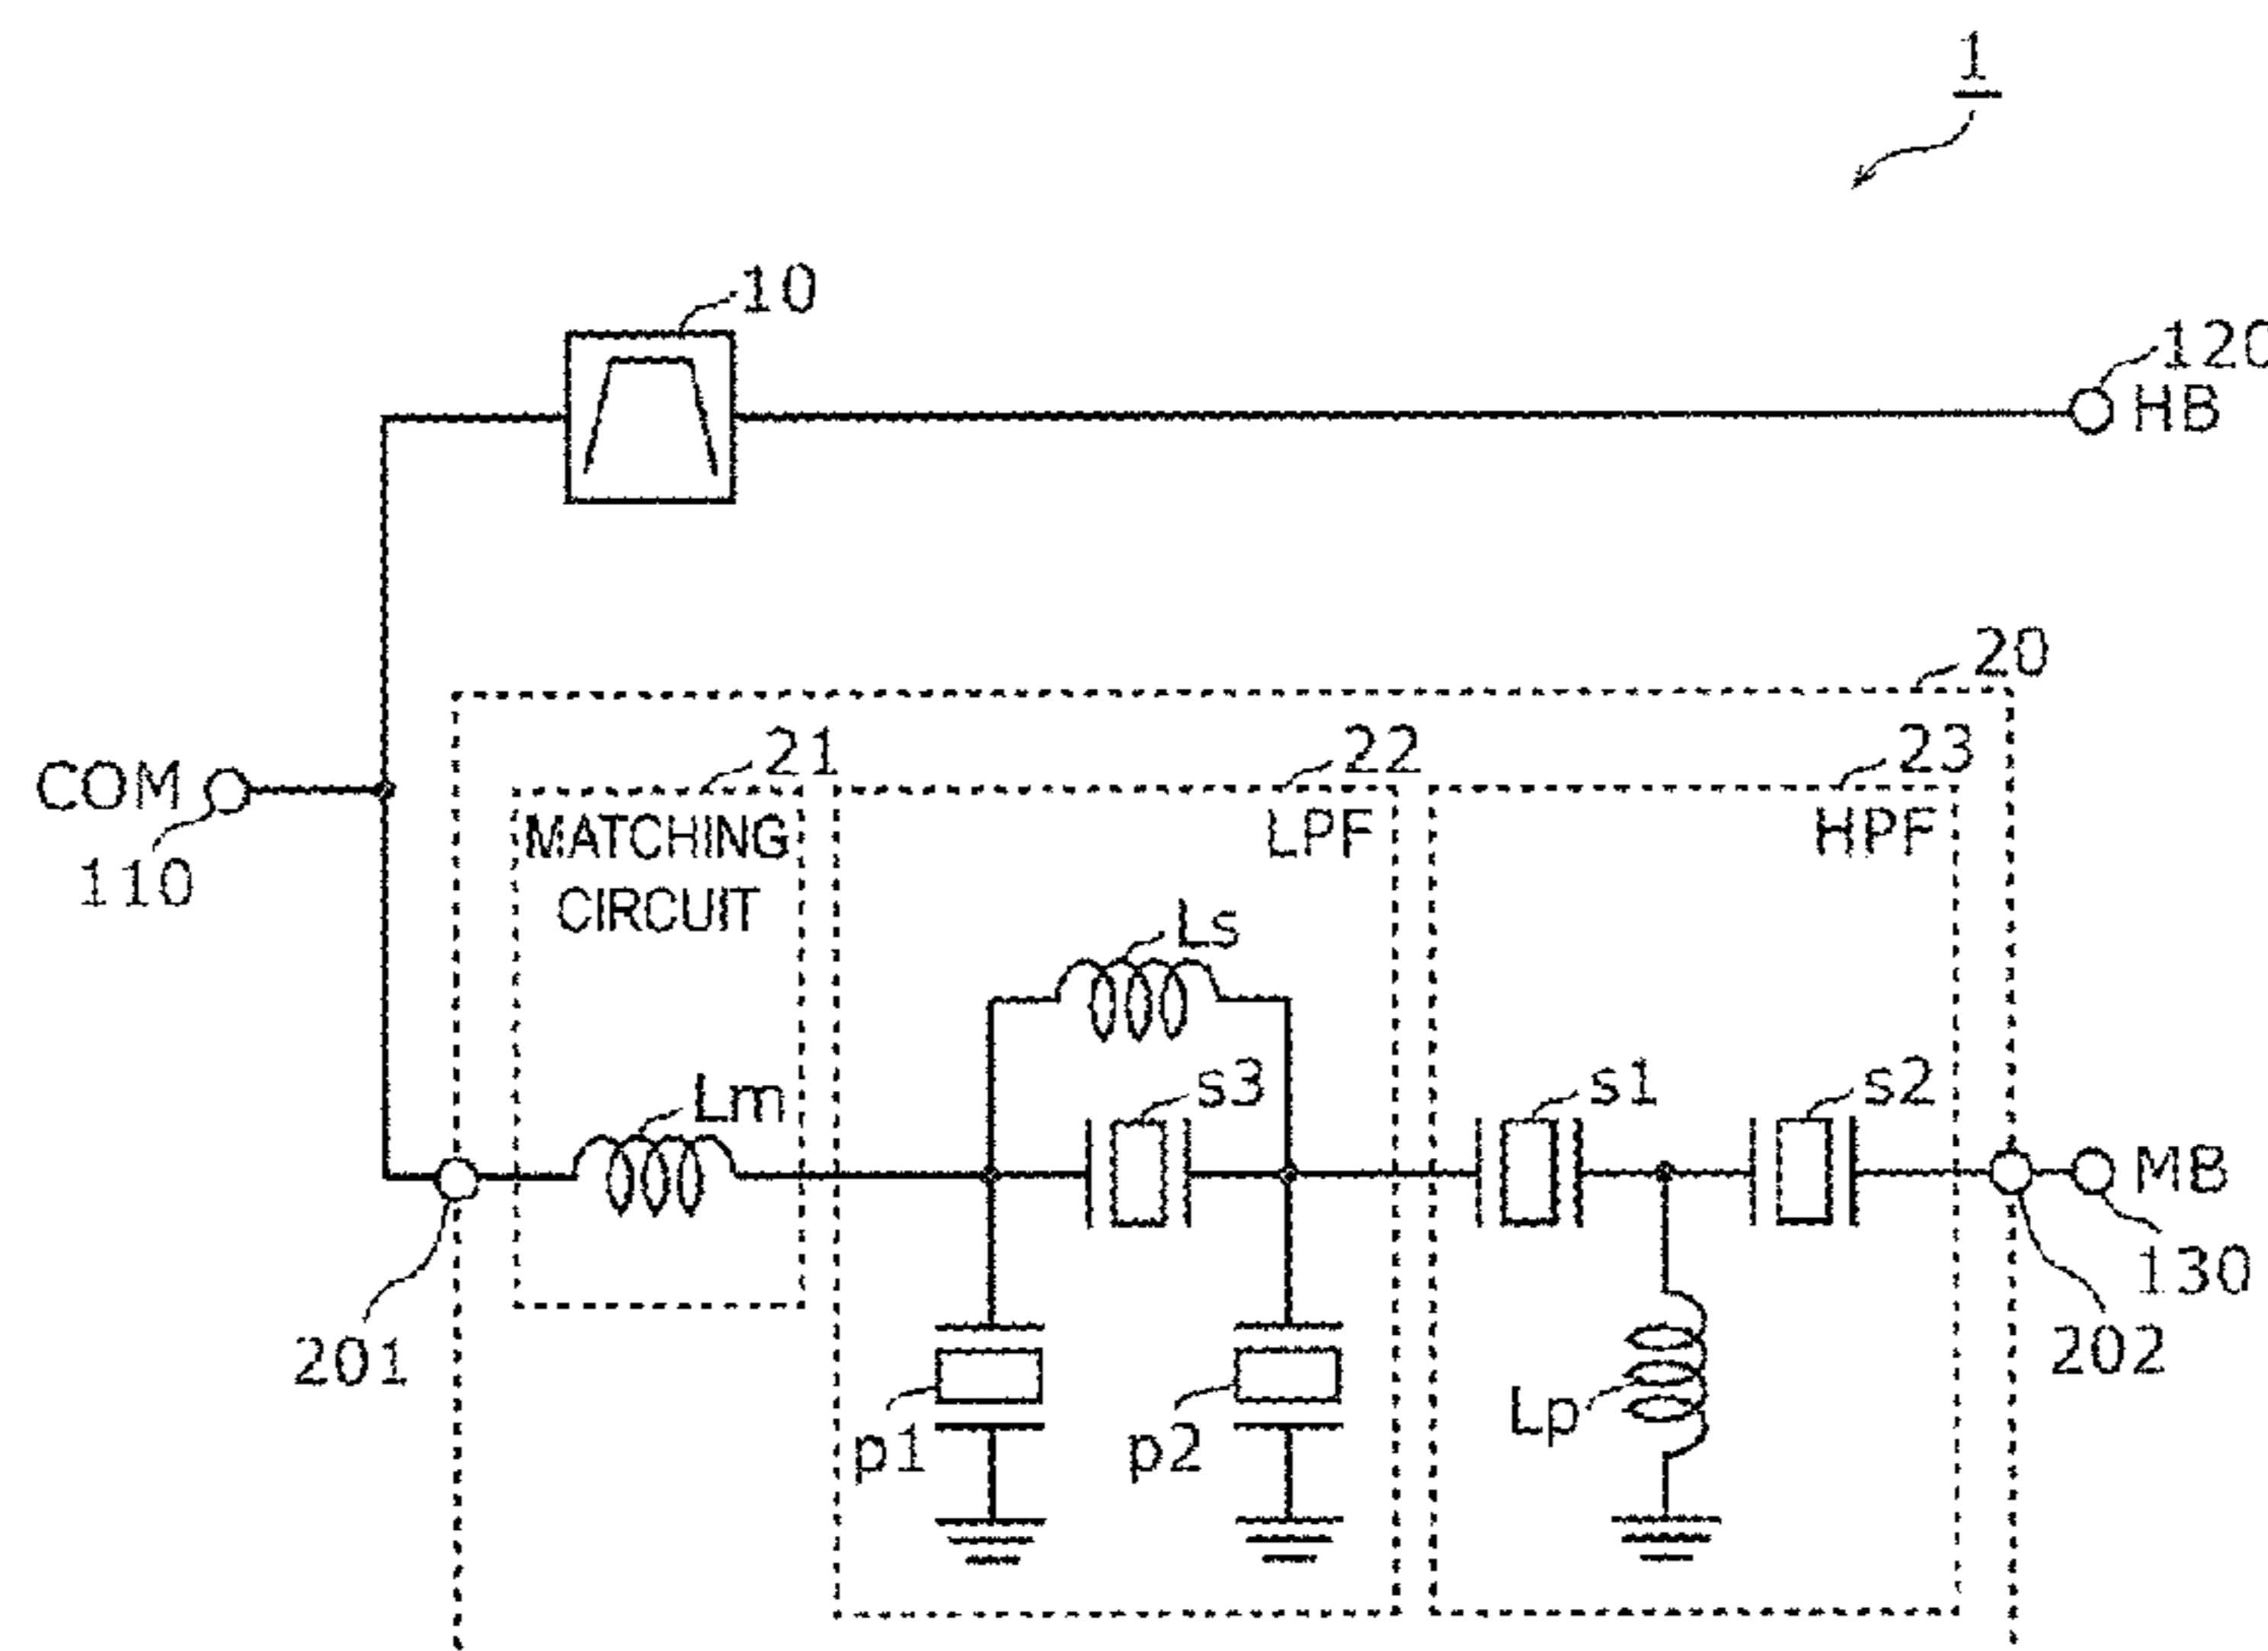 1
10
120
HB
20
21
22
23
COM
MATCHING
CIRCUIT
LPF
HPF
110
Ls
Lm
s3
s1
s2
MB
130
201
202
p1
p2
Lp